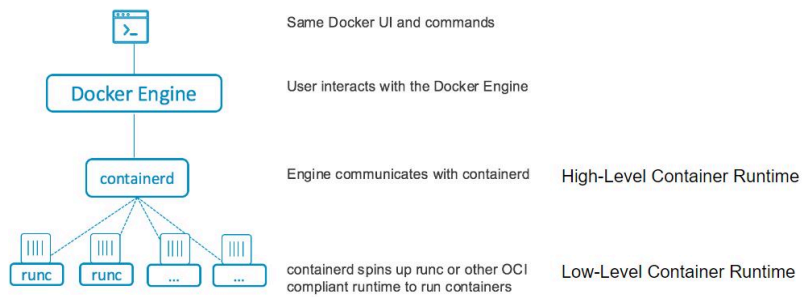 Same Docker UI and commands
Docker Engine
User interacts with the Docker Engine
containerd
Engine communicates with containerd
High-Level Container Runtime
runc
runc
...
...
containerd spins up runc or other OCI
compliant runtime to run containers
Low-Level Container Runtime